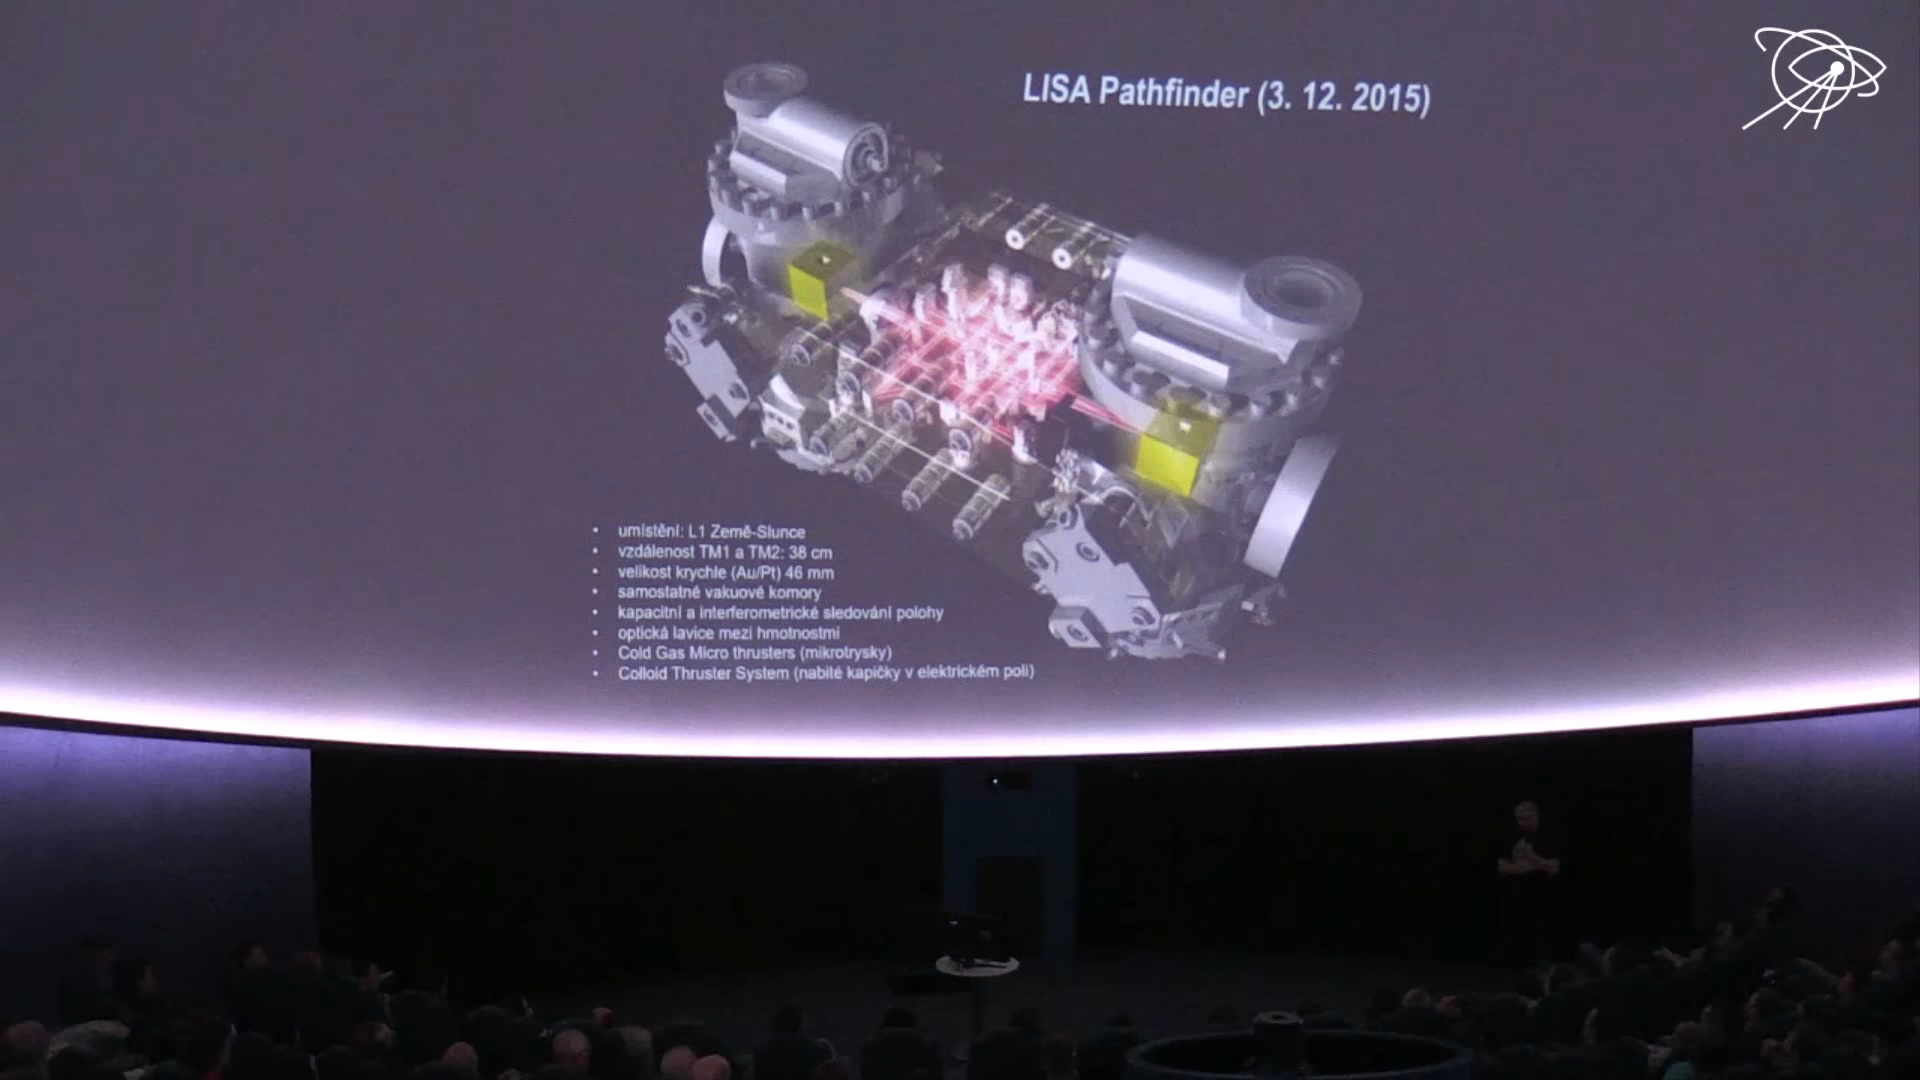 LISA Pathfinder (3. 12. 2015)
• umístění: L1 Země-Slunce
• vzdálenost TM1 a TM2: 38 cm
• velikost krychle (Au/Pt) 46 mm
• samostatné vakuové komory
• kapacitní a interferometrické sledování polohy
• optická lavice mezi hmotnostmi
• Cold Gas Micro thrusters (mikrotrysky)
• Colloid Thruster System (nabité kapičky v elektrickém poli)